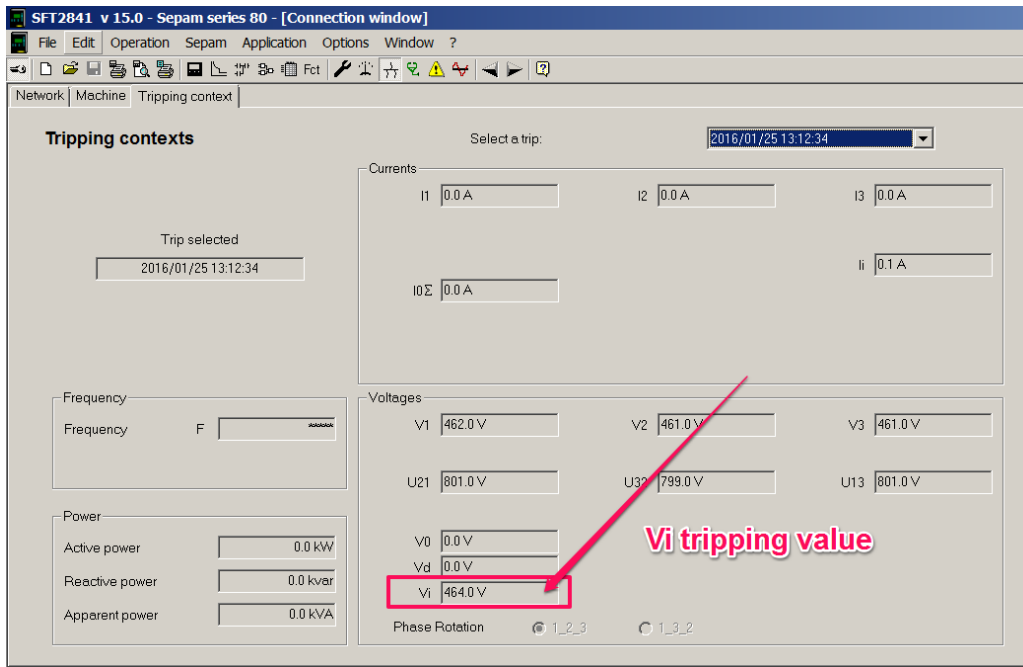 SFT2841 v 15.0 - Sepam series 80 - [Connection window]
File Edit Operation Sepam Application Options Window ?
Fct
Network Machine Tripping context
Tripping contexts
Select a trip: 2016/01/25 13:12:34
Trip selected
2016/01/25 13:12:34
Currents
I1 0.0 A I2 0.0 A I3 0.0 A
Ii 0.1 A
I0Σ 0.0 A
Frequency
Frequency F *****
Power
Active power 0.0 kW
Reactive power 0.0 kvar
Apparent power 0.0 kVA
Voltages
V1 462.0 V V2 461.0 V V3 461.0 V
U21 801.0 V U32 799.0 V U13 801.0 V
V0 0.0 V
Vd 0.0 V
Vi 464.0 V
Vi tripping value
Phase Rotation 1_2_3 1_3_2